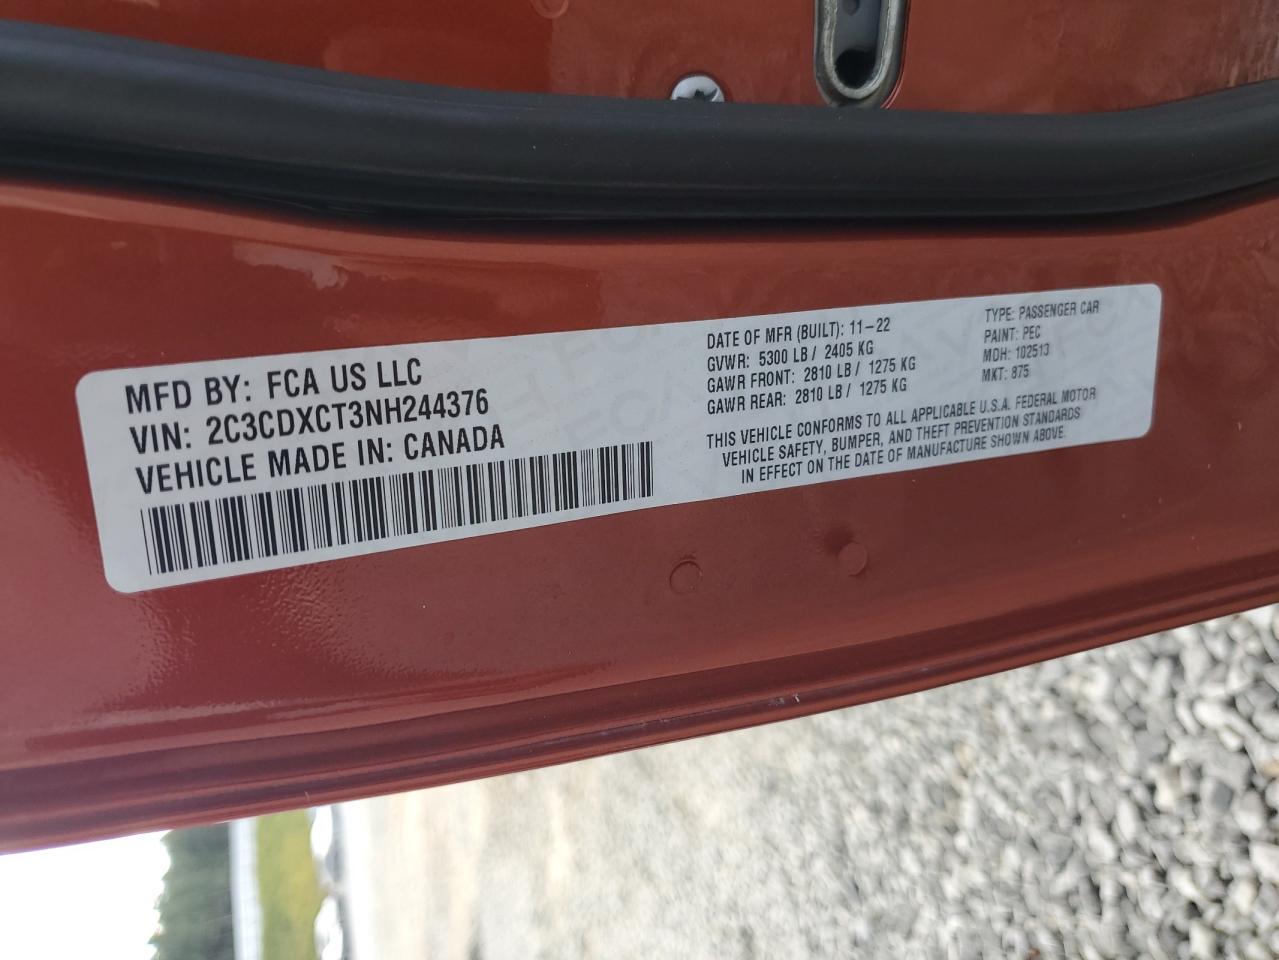 MFD BY: FCA US LLC
VIN: 2C3CDXCT3NH244376
VEHICLE MADE IN: CANADA
DATE OF MFR (BUILT): 11-22
GVWR: 5300 LB / 2405 KG
GAWR FRONT: 2810 LB / 1275 KG
GAWR REAR: 2810 LB / 1275 KG
TYPE: PASSENGER CAR
PAINT: PEC
MDH: 102513
MKT: 875
THIS VEHICLE CONFORMS TO ALL APPLICABLE U.S.A. FEDERAL MOTOR
VEHICLE SAFETY, BUMPER, AND THEFT PREVENTION STANDARDS
IN EFFECT ON THE DATE OF MANUFACTURE SHOWN ABOVE.